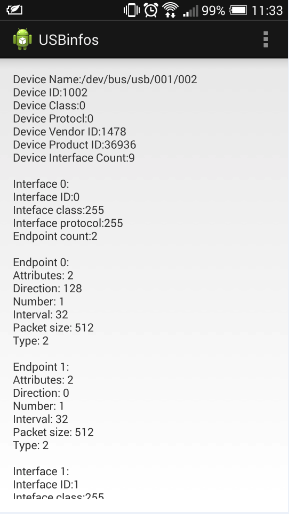 99% 11:33
USBinfos
Device Name:/dev/bus/usb/001/002
Device ID:1002
Device Class:0
Device Protocl:0
Device Vendor ID:1478
Device Product ID:36936
Device Interface Count:9
Interface 0:
Interface ID:0
Inteface class:255
Interface protocol:255
Endpoint count:2
Endpoint 0:
Attributes: 2
Direction: 128
Number: 1
Interval: 32
Packet size: 512
Type: 2
Endpoint 1:
Attributes: 2
Direction: 0
Number: 1
Interval: 32
Packet size: 512
Type: 2
Interface 1:
Interface ID:1
Inteface class:255